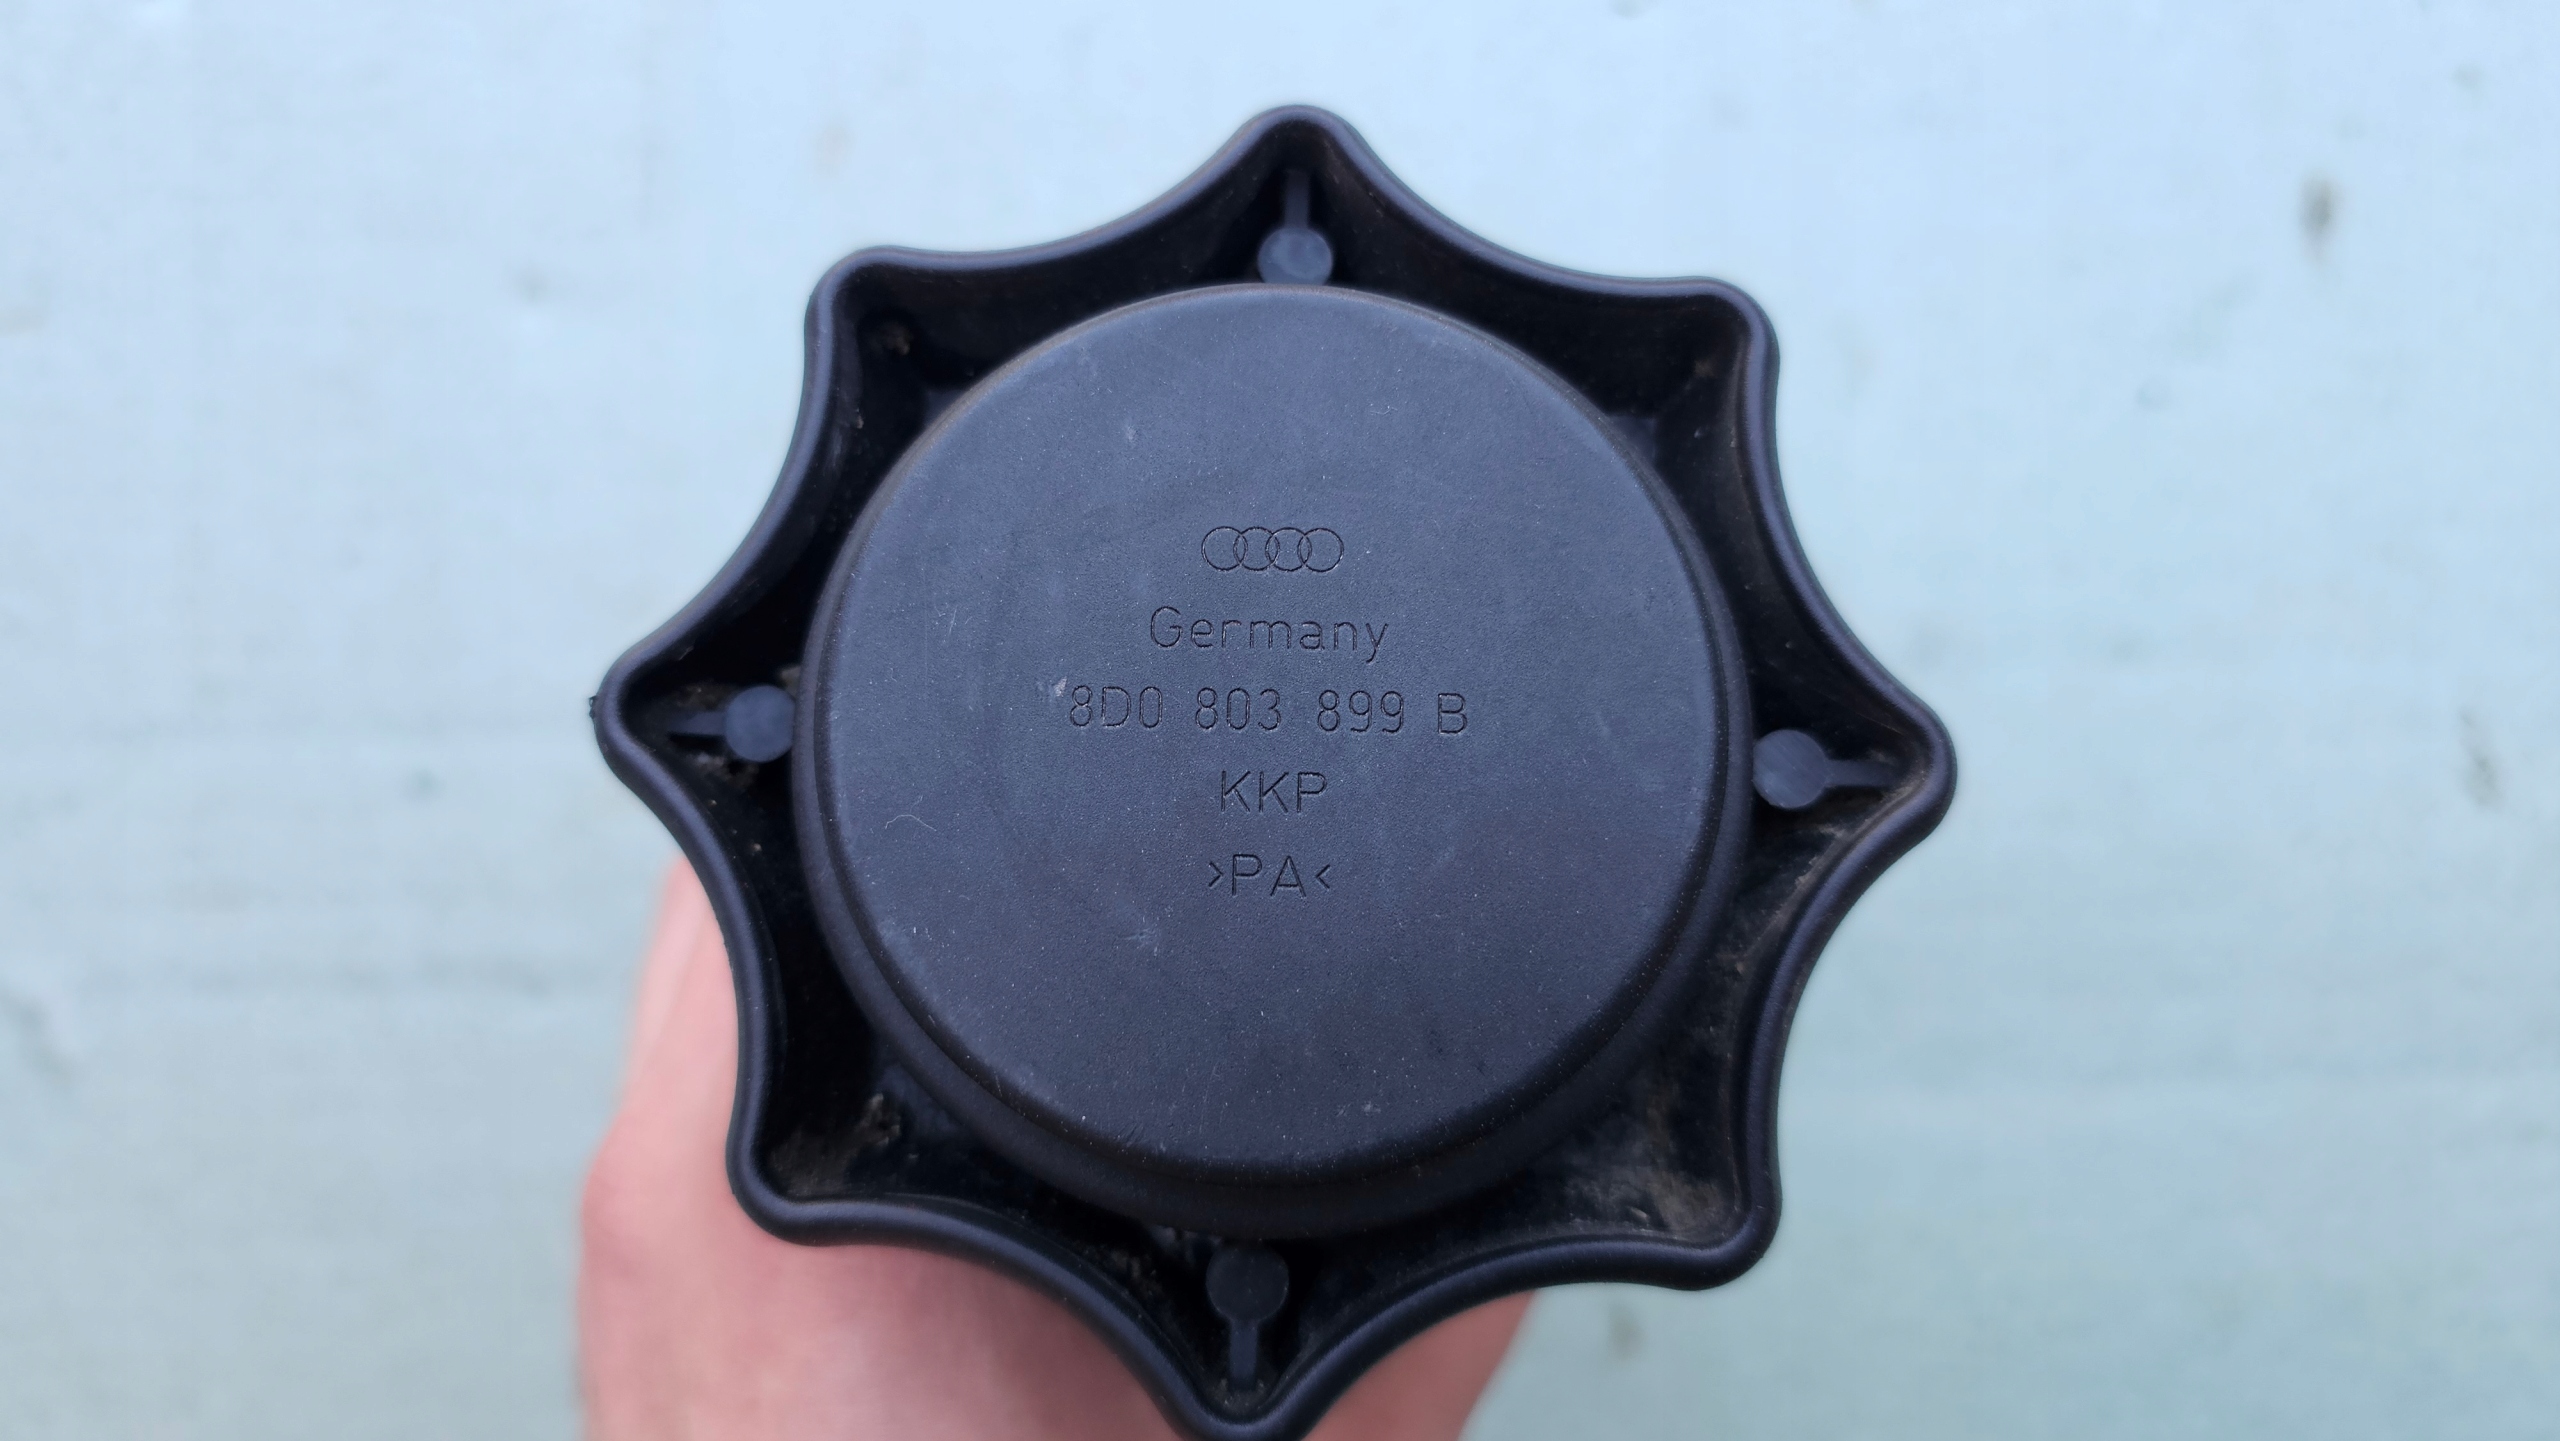 Germany
8D0 803 899 B
KKP
>PA<